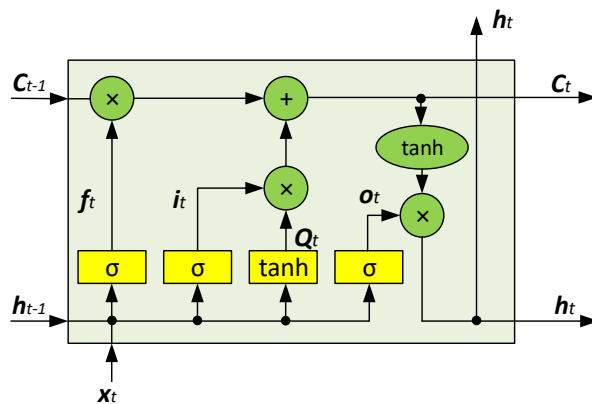 hₜ
Cₜ₋₁ × + Cₜ
tanh
fₜ iₜ × oₜ ×
Qₜ
σ σ tanh σ
hₜ₋₁ hₜ
xₜ